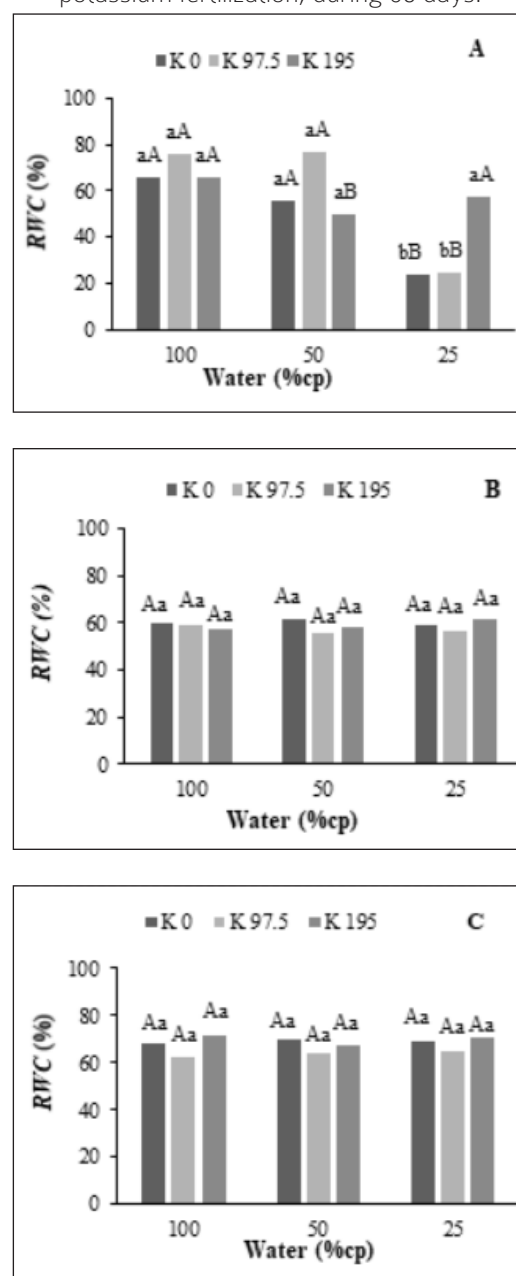 potassium fertilization, during 60 days.
K 0 K 97.5 K 195 A
100
80
60
40
20
0
RWC (%)
aA aA aA
aA aA aB
bB bB aA
100 50 25
Water (%cp)
K 0 K 97.5 K 195 B
100
80
60
40
20
0
RWC (%)
Aa Aa Aa
Aa Aa Aa
Aa Aa Aa
100 50 25
Water (%cp)
K 0 K 97.5 K 195 C
100
80
60
40
20
0
RWC (%)
Aa Aa Aa
Aa Aa Aa
Aa Aa Aa
100 50 25
Water (%cp)